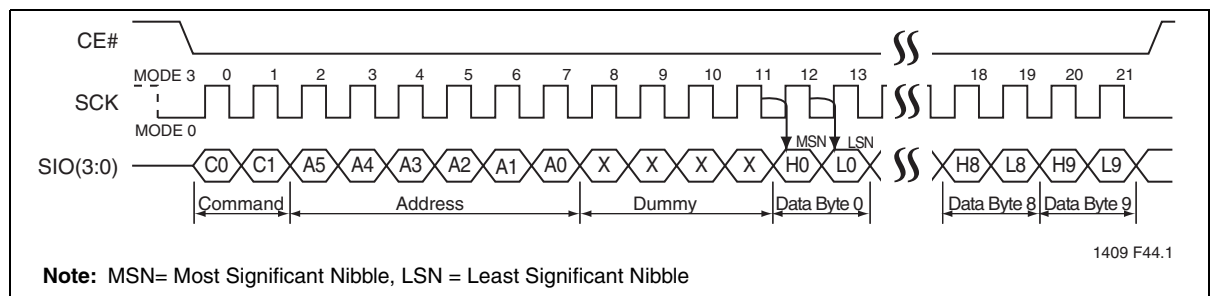 CE#
MODE 3 0 1 2 3 4 5 6 7 8 9 10 11 12 13 18 19 20 21
SCK
MODE 0
MSN LSN
SIO(3:0) C0 C1 A5 A4 A3 A2 A1 A0 X X X X H0 L0 H8 L8 H9 L9
Command Address Dummy Data Byte 0 Data Byte 8 Data Byte 9
1409 F44.1
Note: MSN= Most Significant Nibble, LSN = Least Significant Nibble